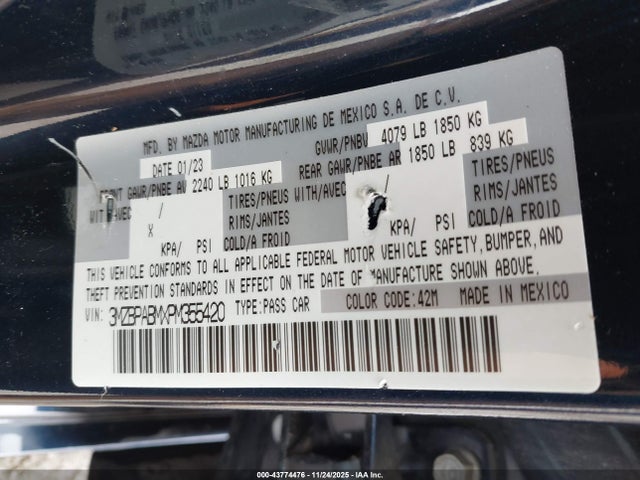 MFD. BY MAZDA MOTOR MANUFACTURING DE MEXICO S.A. DE C.V.
DATE 01/23 GVWR/PNBV 4079 LB 1850 KG
FRONT GAWR/PNBE AV 2240 LB 1016 KG REAR GAWR/PNBE AR 1850 LB 839 KG
WITH/AVEC / TIRES/PNEUS WITH/AVEC / TIRES/PNEUS
X RIMS/JANTES RIMS/JANTES
KPA/ PSI COLD/A FROID KPA/ PSI COLD/A FROID
THIS VEHICLE CONFORMS TO ALL APPLICABLE FEDERAL MOTOR VEHICLE SAFETY, BUMPER, AND
THEFT PREVENTION STANDARDS IN EFFECT ON THE DATE OF MANUFACTURE SHOWN ABOVE.
VIN: 3MZBPABMXPM355420 TYPE:PASS CAR COLOR CODE:42M MADE IN MEXICO
000-43774476 - 11/24/2025 - IAA Inc.